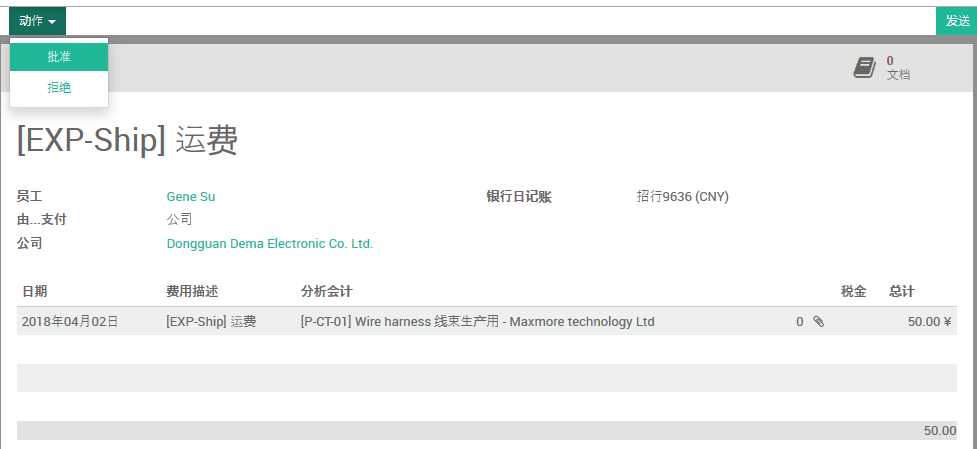 动作
发送
批准
拒绝
0
文档
[EXP-Ship] 运费
员工 Gene Su 银行日记账 招行9636 (CNY)
由...支付 公司
公司 Dongguan Dema Electronic Co. Ltd.
日期 费用描述 分析会计 税金 总计
2018年04月02日 [EXP-Ship] 运费 [P-CT-01] Wire harness 线束生产用 - Maxmore technology Ltd 0 50.00 ¥
50.00